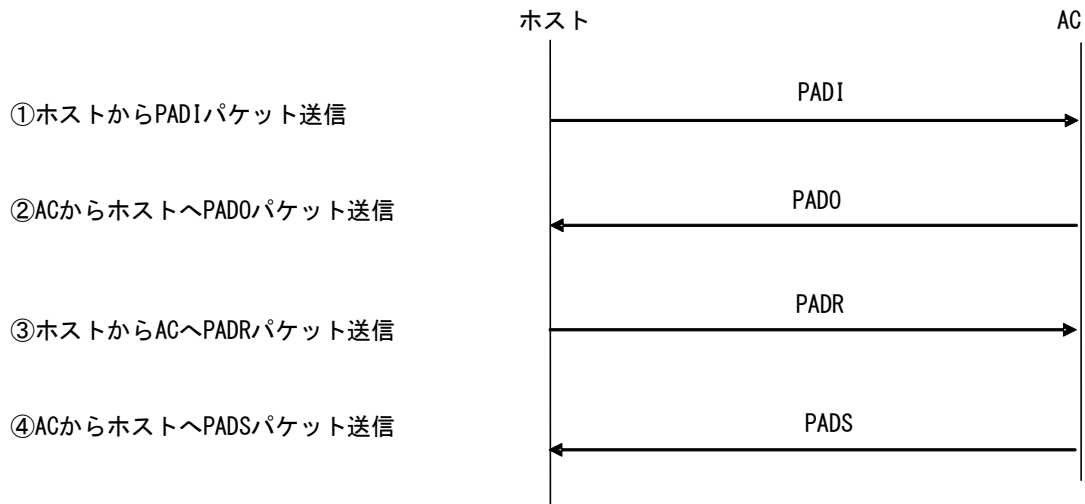 ホスト
AC
①ホストからPADIパケット送信
PADI
②ACからホストへPADOパケット送信
PADO
③ホストからACへPADRパケット送信
PADR
④ACからホストへPADSパケット送信
PADS